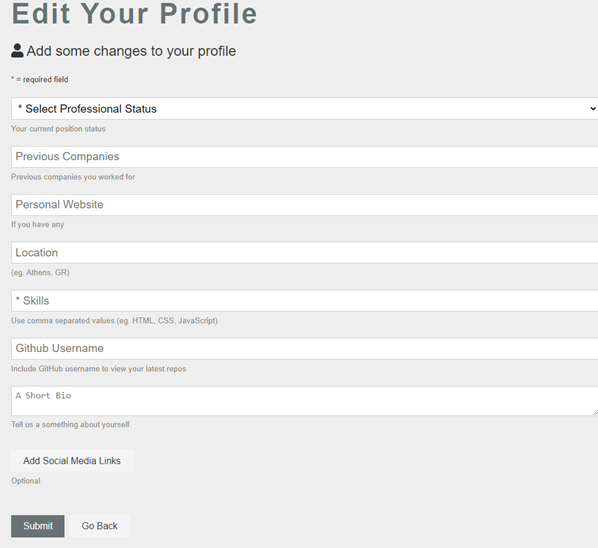 Edit Your Profile
Add some changes to your profile
* = required field
* Select Professional Status
Your current position status
Previous Companies
Previous companies you worked for
Personal Website
If you have any
Location
(eg. Athens, GR)
* Skills
Use comma separated values (eg. HTML, CSS, JavaScript)
Github Username
Include GitHub username to view your latest repos
A Short Bio
Tell us a something about yourself
Add Social Media Links
Optional
Submit Go Back